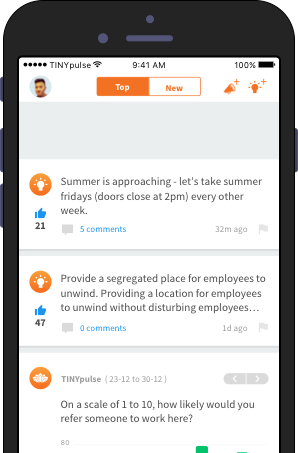 TINYpulse 9:41 AM 100%
Top New
Summer is approaching - let's take summer
fridays (doors close at 2pm) every other
week.
21
5 comments 32m ago
Provide a segregated place for employees to
unwind. Providing a location for employees
to unwind without disturbing employees...
47
0 comments 1d ago
TINYpulse ( 23-12 to 30-12 )
On a scale of 1 to 10, how likely would you
refer someone to work here?
80